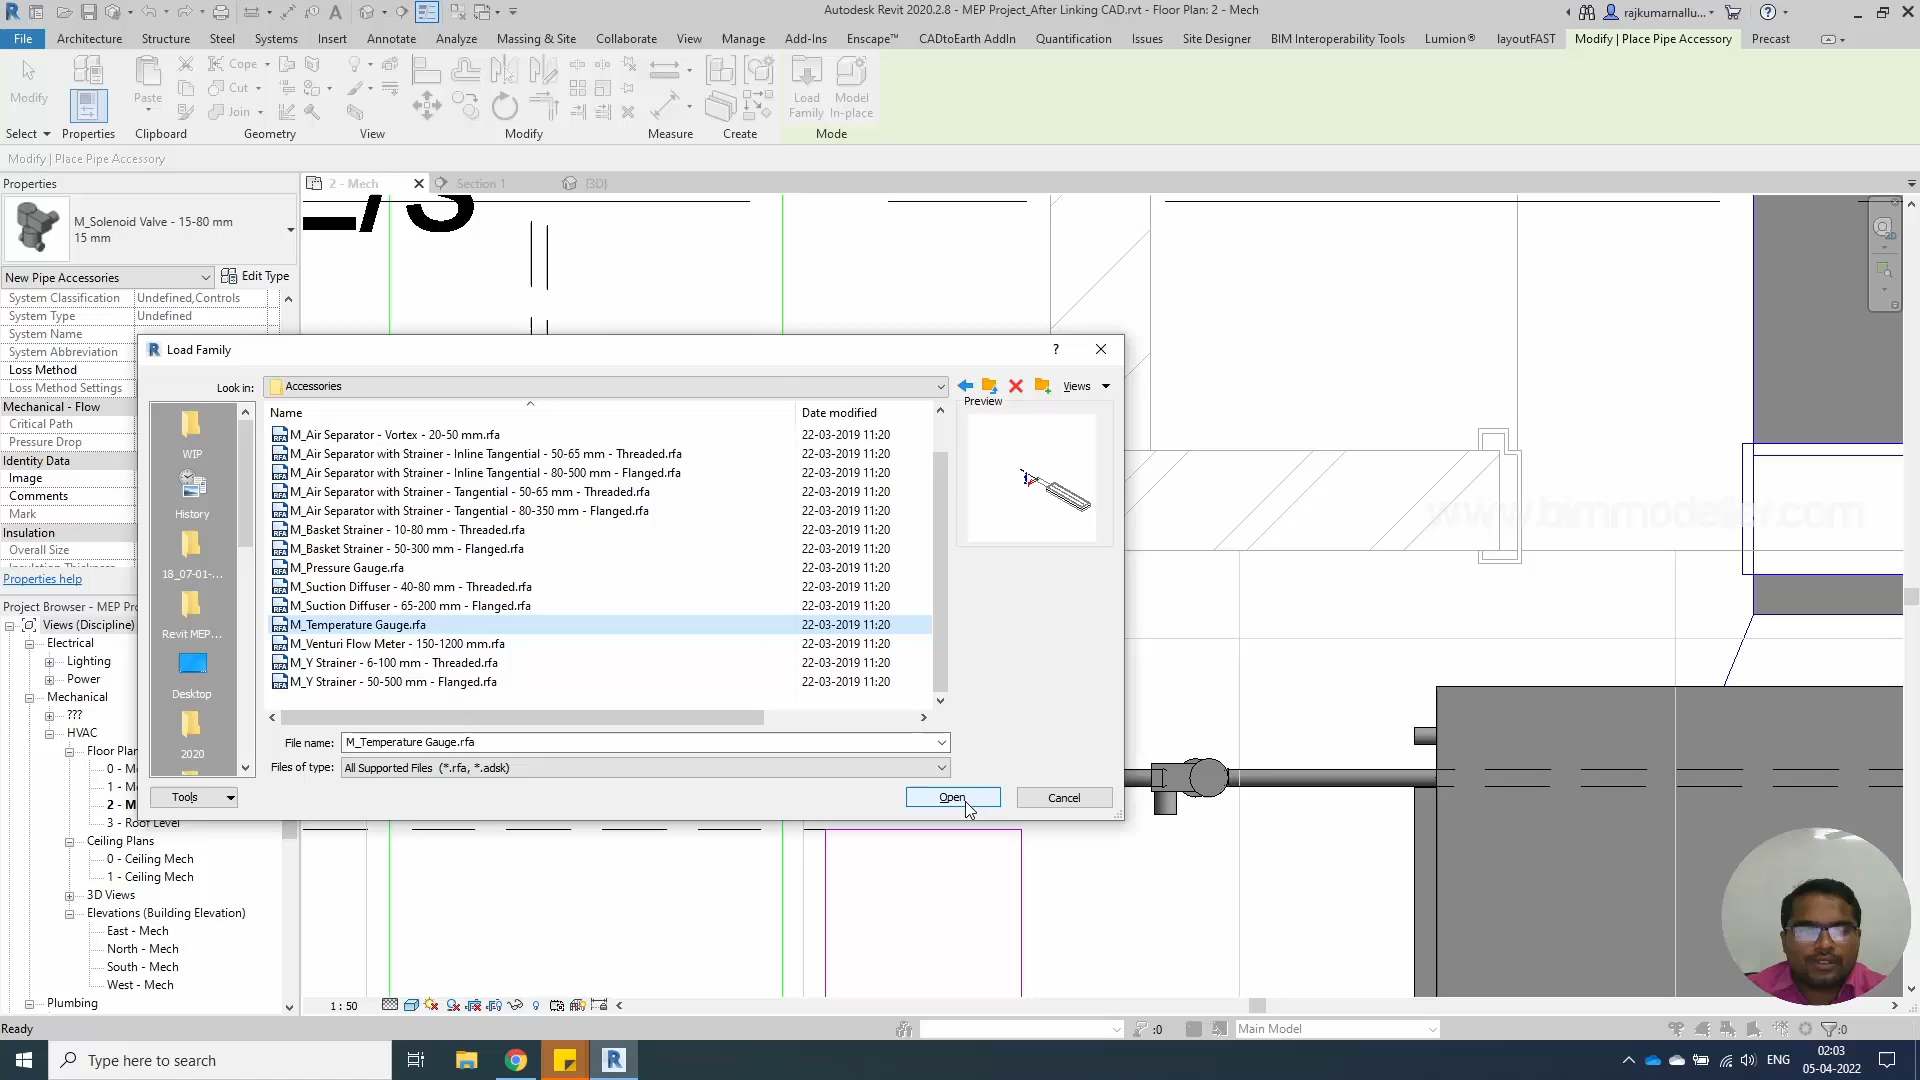 Autodesk Revit 2020.2.8 - MEP Project_After Linking CAD.rvt - Floor Plan: 2 - Mech
rajkumarnallu...
File Architecture Structure Steel Systems Insert Annotate Analyze Massing & Site Collaborate View Manage Add-Ins Enscape™ CADtoEarth AddIn Quantification Issues Site Designer BIM Interoperability Tools Lumion® layoutFAST Modify | Place Pipe Accessory Precast
Cope
Cut
Join
Modify
Paste
Load Family
Model In-place
Select Properties Clipboard Geometry View Modify Measure Create Mode
Modify | Place Pipe Accessory
Properties
2 - Mech
Section 1
{3D}
M_Solenoid Valve - 15-80 mm
15 mm
New Pipe Accessories
Edit Type
System Classification Undefined,Controls
System Type Undefined
System Name
System Abbreviation
Loss Method
Loss Method Settings
Mechanical - Flow
Critical Path
Pressure Drop
Identity Data
Image
Comments
Mark
Insulation
Overall Size
Properties help
Project Browser - MEP Pro
Views (Discipline)
Electrical
Lighting
Power
Mechanical
???
HVAC
Floor Plan
0 - M
1 - M
2 - M
3 - Roof Level
Ceiling Plans
0 - Ceiling Mech
1 - Ceiling Mech
3D Views
Elevations (Building Elevation)
East - Mech
North - Mech
South - Mech
West - Mech
Plumbing
Load Family
Look in: Accessories
Views
Preview
WIP
History
18_07-01-...
Revit MEP...
Desktop
2020
Name Date modified
M_Air Separator - Vortex - 20-50 mm.rfa 22-03-2019 11:20
M_Air Separator with Strainer - Inline Tangential - 50-65 mm - Threaded.rfa 22-03-2019 11:20
M_Air Separator with Strainer - Inline Tangential - 80-500 mm - Flanged.rfa 22-03-2019 11:20
M_Air Separator with Strainer - Tangential - 50-65 mm - Threaded.rfa 22-03-2019 11:20
M_Air Separator with Strainer - Tangential - 80-350 mm - Flanged.rfa 22-03-2019 11:20
M_Basket Strainer - 10-80 mm - Threaded.rfa 22-03-2019 11:20
M_Basket Strainer - 50-300 mm - Flanged.rfa 22-03-2019 11:20
M_Pressure Gauge.rfa 22-03-2019 11:20
M_Suction Diffuser - 40-80 mm - Threaded.rfa 22-03-2019 11:20
M_Suction Diffuser - 65-200 mm - Flanged.rfa 22-03-2019 11:20
M_Temperature Gauge.rfa 22-03-2019 11:20
M_Venturi Flow Meter - 150-1200 mm.rfa 22-03-2019 11:20
M_Y Strainer - 6-100 mm - Threaded.rfa 22-03-2019 11:20
M_Y Strainer - 50-500 mm - Flanged.rfa 22-03-2019 11:20
File name: M_Temperature Gauge.rfa
Files of type: All Supported Files (*.rfa, *.adsk)
Tools
Open
Cancel
www.bimmodeller.com
1 : 50
Ready
:0
Main Model
:0
Type here to search
ENG
02:03
05-04-2022